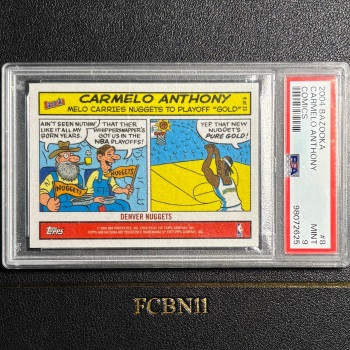 Bazooka
CARMELO ANTHONY
MELO CARRIES NUGGETS TO PLAYOFF "GOLD"
AIN'T SEEN NUTHIN'
LIKE IT ALL MY
BORN YEARS.
THAT THER
WHIPPERSNAPPER'S
GOT US IN THE
NBA PLAYOFFS!
YEP, THAT NEW
NUGGET'S
PURE GOLD!
NUGGETS
NUGGETS
DENVER NUGGETS
Topps
NBA
2004 BAZOOKA
CARMELO ANTHONY
COMICS
#8
MINT
9
PSA
98072625
FCBN11